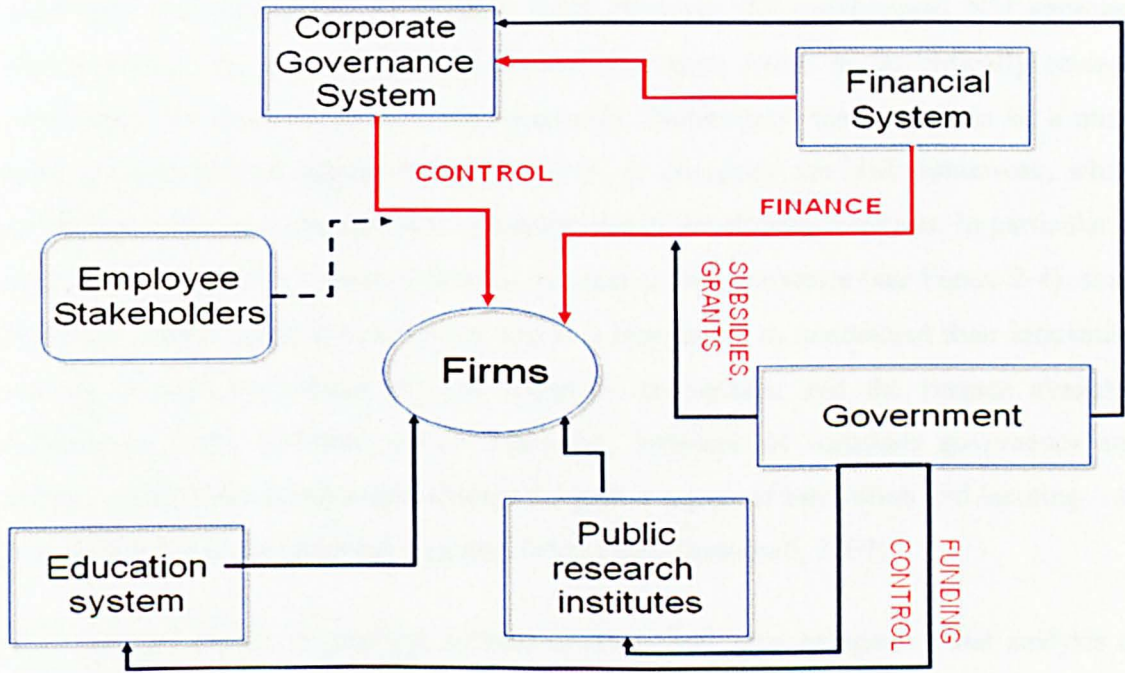 Corporate
Governance
System
Financial
System
CONTROL
FINANCE
Employee
Stakeholders
SUBSIDIES
GRANTS
Firms
Government
Education
system
Public
research
institutes
FUNDING
CONTROL